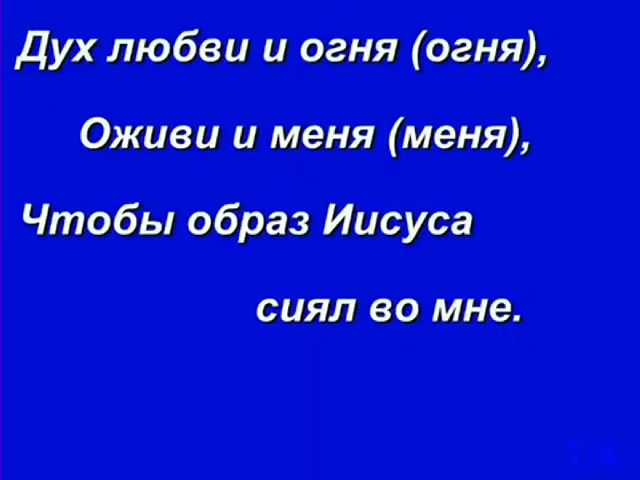 Дух любви и огня (огня),
Оживи и меня (меня),
Чтобы образ Иисуса
сиял во мне.